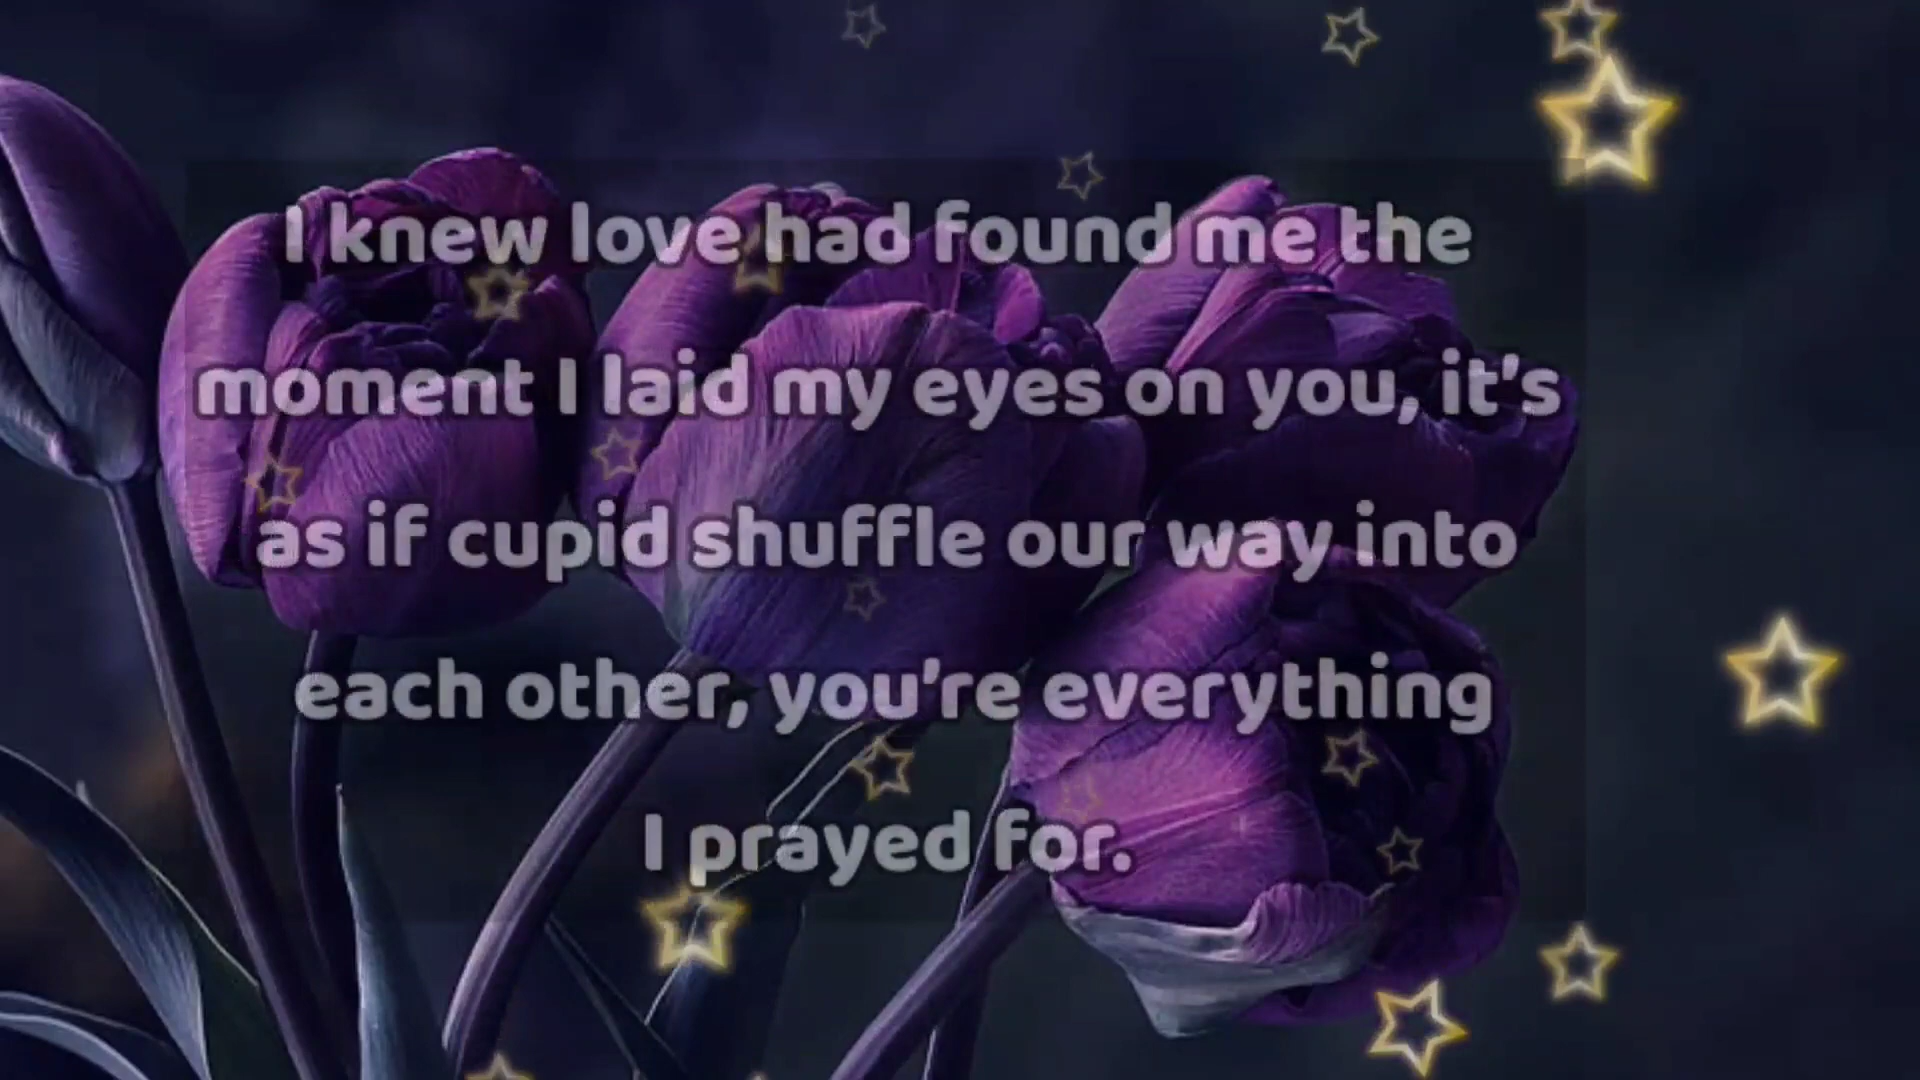 I knew love had found me the
moment I laid my eyes on you, it's
as if cupid shuffle our way into
each other, you're everything
I prayed for.